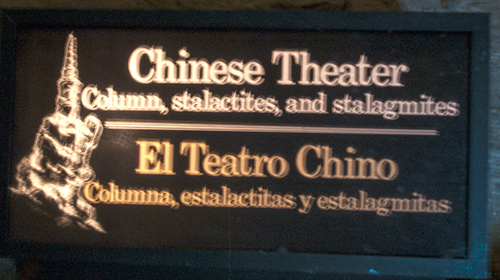 Chinese Theater
Column, stalactites, and stalagmites
El Teatro Chino
Columna, estalactitas y estalagmitas